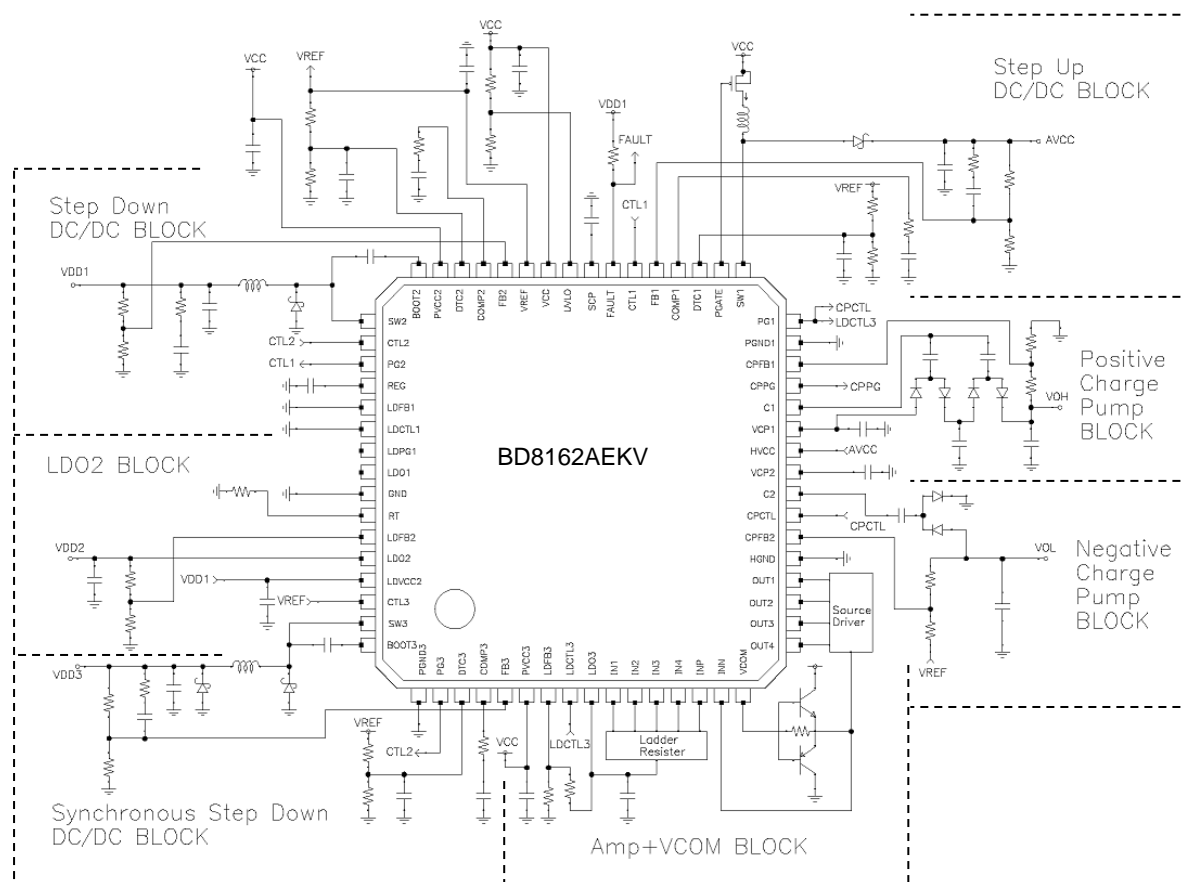 VCC
VREF
VCC
VDD1
FAULT
CTL1
VCC
VREF
AVCC
Step Up
DC/DC BLOCK
Step Down
DC/DC BLOCK
VDD1
BOOT2
PVCC2
DTC2
COMP2
FB2
VREF
VCC
UVLO
SCP
FAULT
CTL1
FB1
COMP1
DTC1
PGATE
SW1
SW2
CTL2
CTL2
CTL1
PG2
REG
LDFB1
LDCTL1
LDPG1
LDO1
GND
RT
LDFB2
LDO2
LDVCC2
CTL3
SW3
BOOT3
BD8162AEKV
PG1
PGND1
CPFB1
CPPG
C1
VCP1
HVCC
VCP2
C2
CPCTL
CPFB2
HGND
OUT1
OUT2
OUT3
OUT4
CPCTL
LDCTL3
CPPG
AVCC
CPCTL
VOH
Positive
Charge
Pump
BLOCK
LDO2 BLOCK
VDD2
VDD1
VREF
VOL
Negative
Charge
Pump
BLOCK
VREF
Source
Driver
PGND3
PG3
DTC3
COMP3
FB3
PVCC3
LDFB3
LDCTL3
LDO3
IN1
IN2
IN3
IN4
INP
INN
VCOM
VDD3
VREF
CTL2
VCC
LDCTL3
Ladder
Resister
Synchronous Step Down
DC/DC BLOCK
Amp+VCOM BLOCK